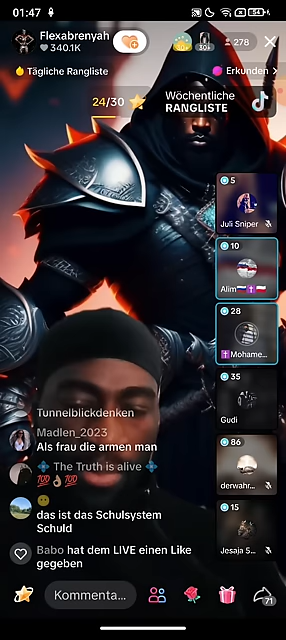 01:47
54
Flexabrenyah
340.1K
30+
278
Tägliche Rangliste
Erkunden >
24/30
Wöchentliche
RANGLISTE
5
Juli Sniper
10
Alim
28
Mohame...
35
Gudi
86
derwahr...
15
Jesaja S...
Tunnelblickdenken
Madlen_2023
Als frau die armen man
The Truth is alive
💯👌🏾💯
das ist das Schulsystem
Schuld
Babo hat dem LIVE einen Like
gegeben
Kommenta...
71